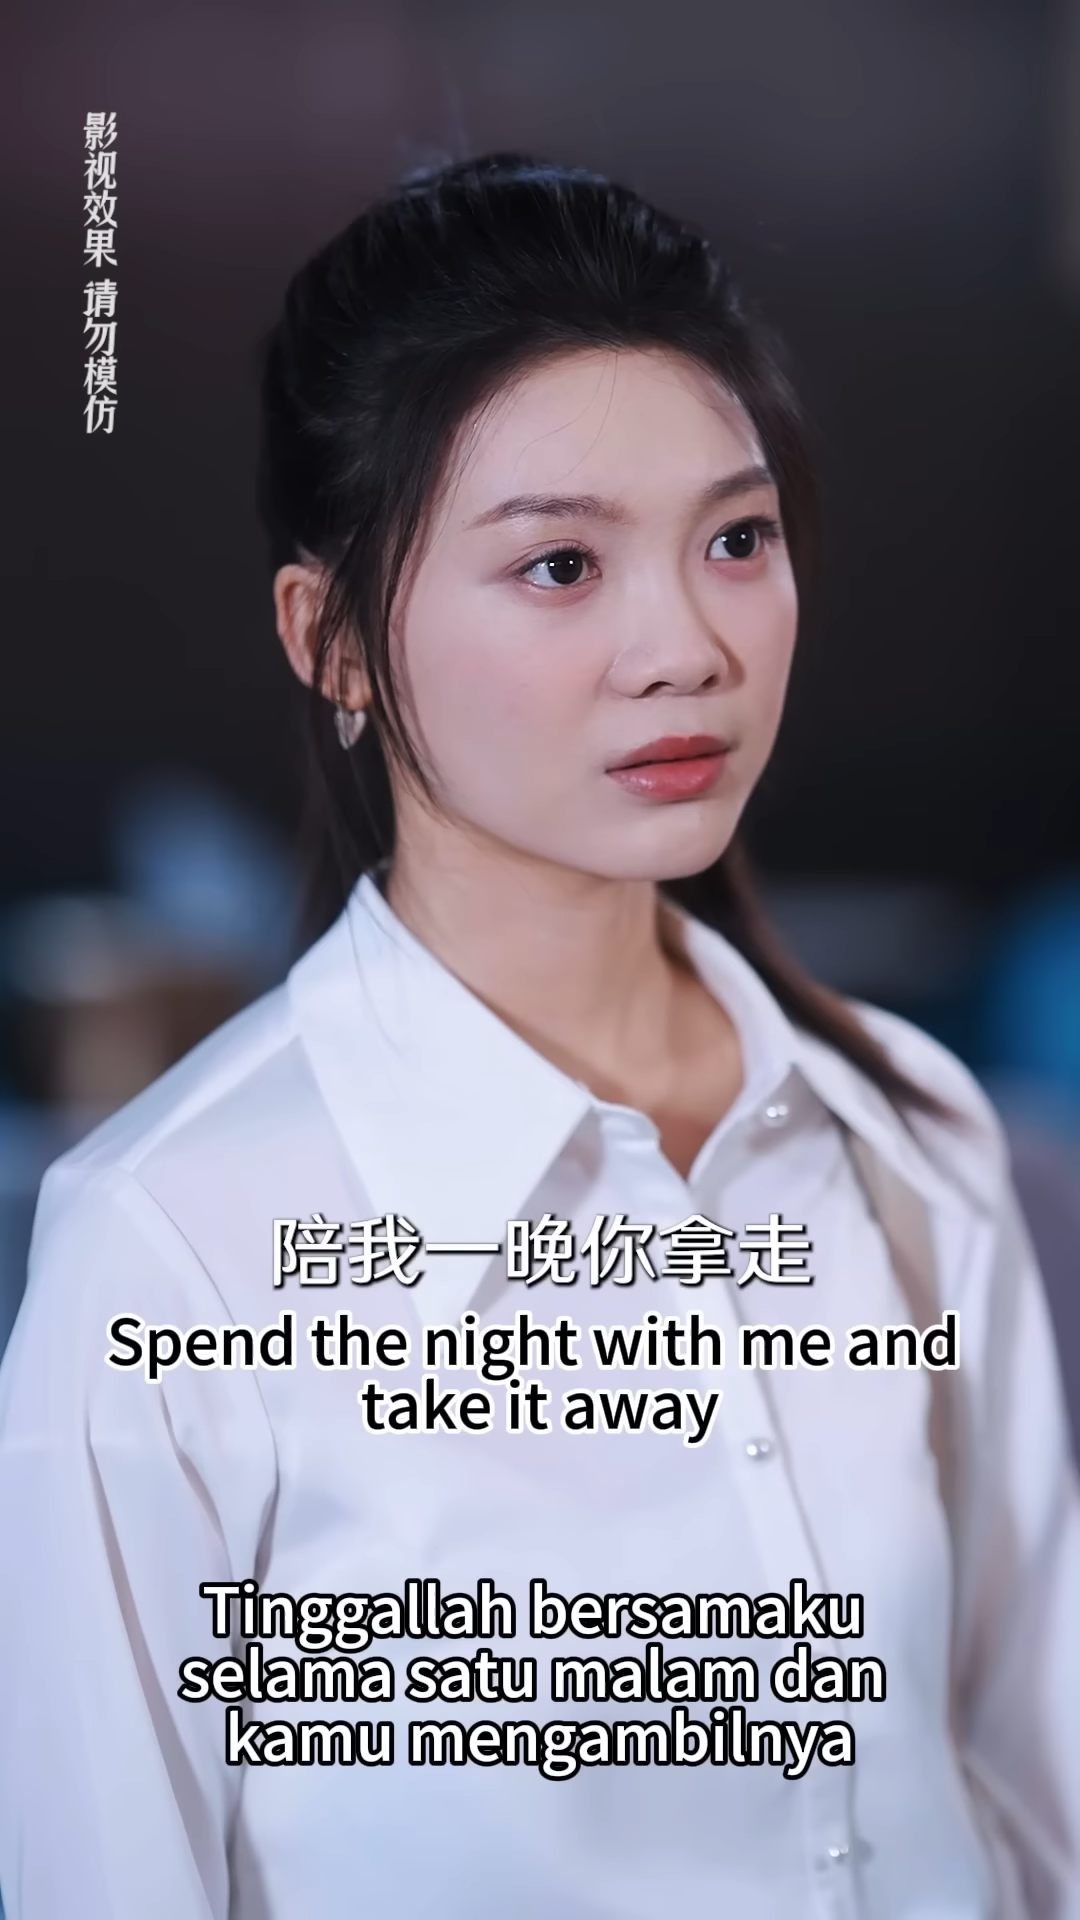 影视效果 请勿模仿
陪我一晚你拿走
Spend the night with me and
take it away
Tinggallah bersamaku
selama satu malam dan
kamu mengambilnya